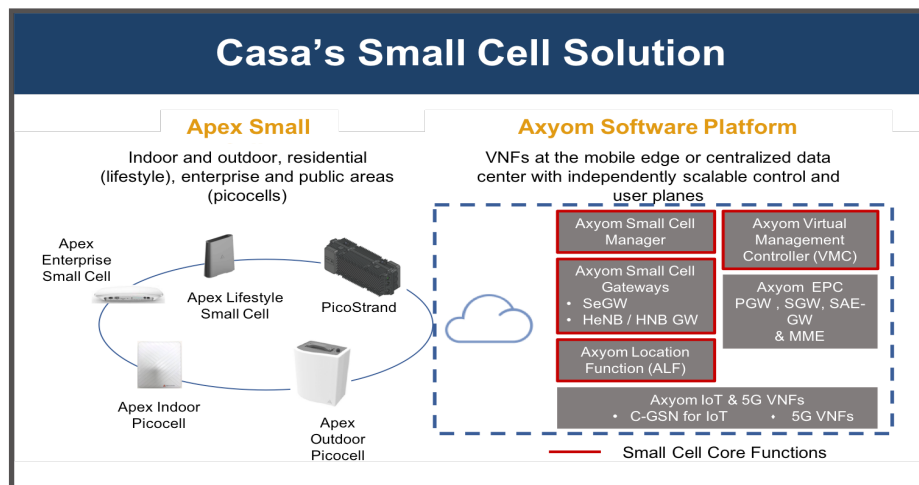 Casa's Small Cell Solution
Apex Small
Indoor and outdoor, residential
(lifestyle), enterprise and public areas
(picocells)
Apex
Enterprise
Small Cell
Apex Lifestyle
Small Cell
PicoStrand
Apex Indoor
Picocell
Apex
Outdoor
Picocell
Axyom Software Platform
VNFs at the mobile edge or centralized data
center with independently scalable control and
user planes
Axyom Small Cell
Manager
Axyom Virtual
Management
Controller (VMC)
Axyom Small Cell
Gateways
• SeGW
• HeNB / HNB GW
Axyom EPC
PGW , SGW, SAE-
GW
& MME
Axyom Location
Function (ALF)
Axyom IoT & 5G VNFs
• C-GSN for IoT • 5G VNFs
Small Cell Core Functions